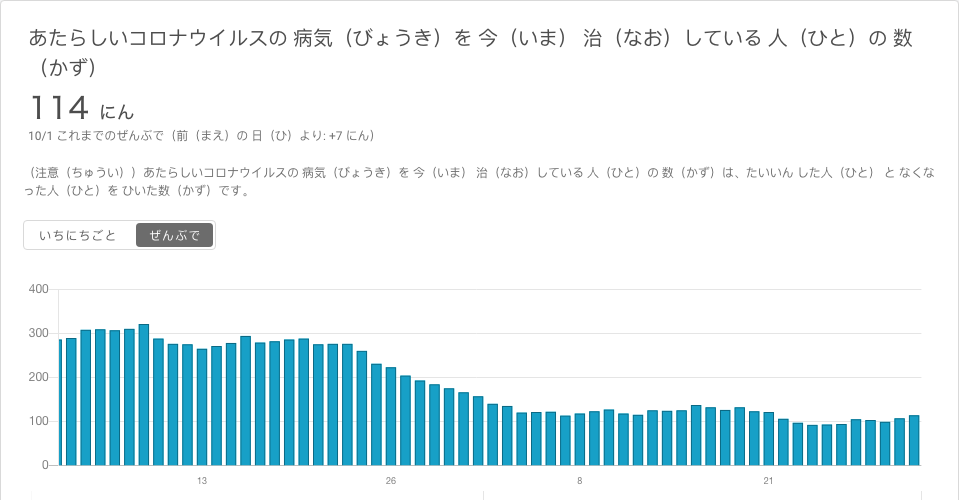 あたらしいコロナウイルスの 病気（びょうき）を 今（いま） 治（なお）している 人（ひと）の 数
（かず）
114 にん
10/1 これまでのぜんぶで（前（まえ）の 日（ひ）より: +7 にん）
（注意（ちゅうい））あたらしいコロナウイルスの 病気（びょうき）を 今（いま） 治（なお）している 人（ひと）の 数（かず）は、たいいん した人（ひと） と なくな
った人（ひと）を ひいた数（かず）です。
いちにちごと ぜんぶで
400
300
200
100
0
13 26 8 21